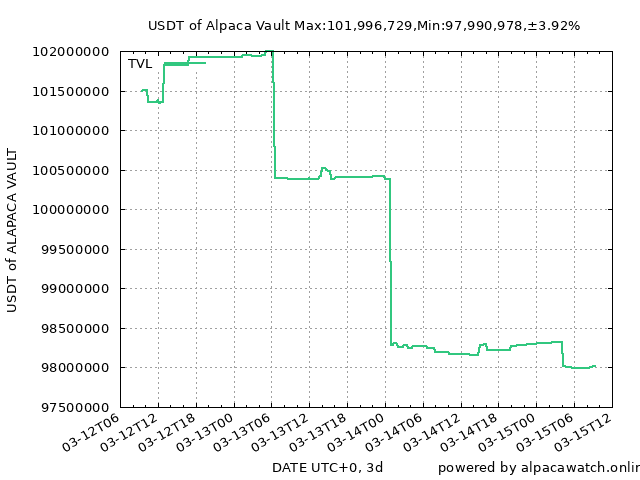 USDT of Alpaca Vault Max:101,996,729,Min:97,990,978,±3.92%
TVL
102000000
101500000
101000000
100500000
100000000
99500000
99000000
98500000
98000000
97500000
USDT of ALAPACA VAULT
03-12T06
03-12T12
03-12T18
03-13T00
03-13T06
03-13T12
03-13T18
03-14T00
03-14T06
03-14T12
03-14T18
03-15T00
03-15T06
03-15T12
DATE UTC+0, 3d
powered by alpacawatch.onlin